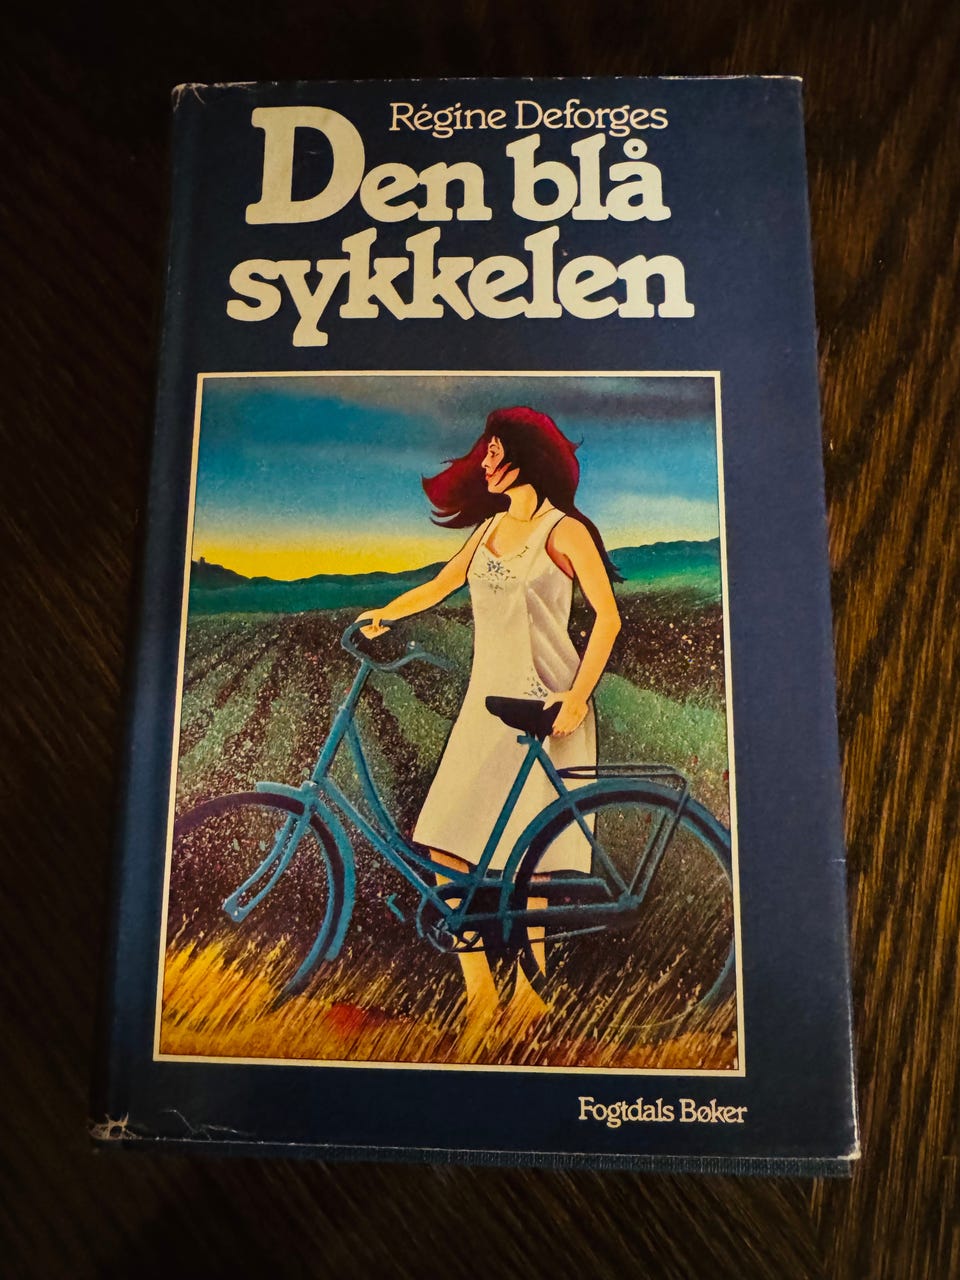 Régine Deforges
Den blå
sykkelen
Fogtdals Bøker